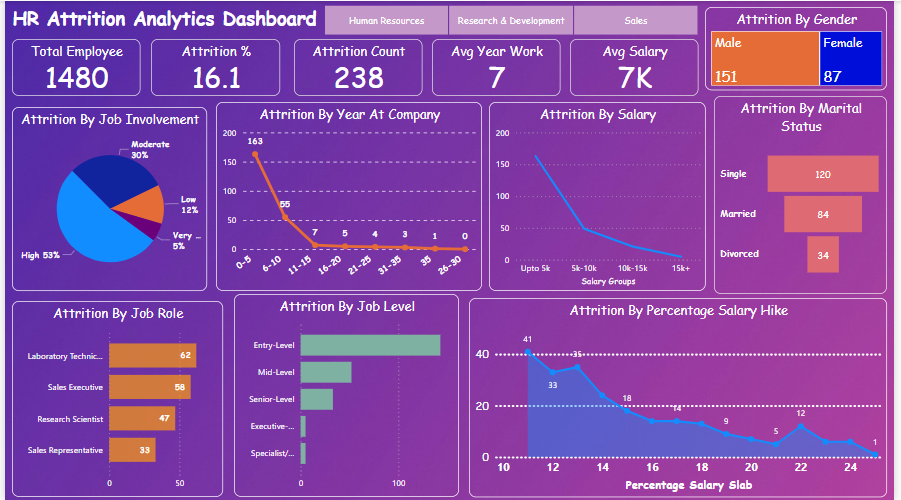 HR Attrition Analytics Dashboard
Human Resources
Research & Development
Sales
Total Employee
1480
Attrition %
16.1
Attrition Count
238
Avg Year Work
7
Avg Salary
7K
Attrition By Gender
Male
151
Female
87
Attrition By Job Involvement
Moderate
30%
Low
12%
Very ...
5%
High 53%
Attrition By Year At Company
200
150
100
50
0
163
55
7
5
4
3
1
0
0-5
6-10
11-15
16-20
21-25
31-35
35
26-30
Attrition By Salary
200
150
100
50
0
Upto 5k
5k-10k
10k-15k
15k+
Salary Groups
Attrition By Marital
Status
Single
120
Married
84
Divorced
34
Attrition By Job Role
Laboratory Technic...
62
Sales Executive
58
Research Scientist
47
Sales Representative
33
0
50
Attrition By Job Level
Entry-Level
Mid-Level
Senior-Level
Executive-...
Specialist/...
0
100
Attrition By Percentage Salary Hike
40
20
0
41
33
35
18
14
9
5
12
1
10
12
14
16
18
20
22
24
Percentage Salary Slab